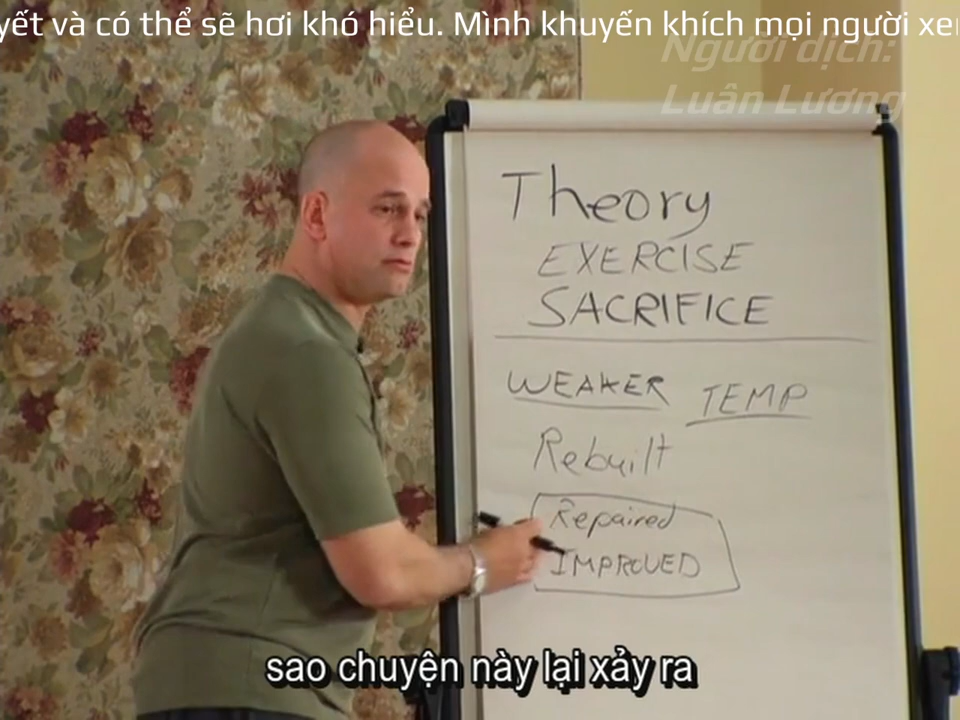 yết và có thể sẽ hơi khó hiểu. Mình khuyến khích mọi người xem
Người dịch:
Luân Lương
Theory
EXERCISE
SACRIFICE
WEAKER TEMP
Rebuilt
Repaired
IMPROVED
sao chuyện này lại xảy ra